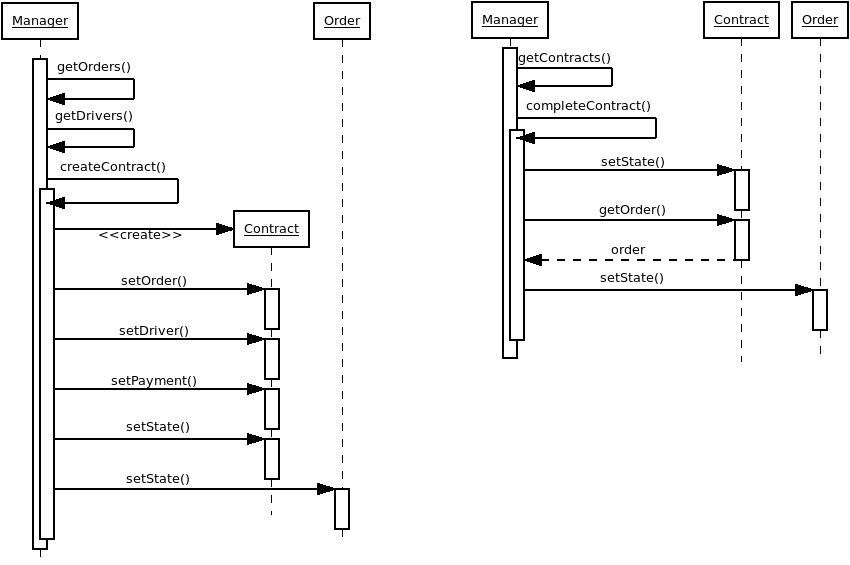 Manager
Order
getOrders()
getDrivers()
createContract()
<<create>>
Contract
setOrder()
setDriver()
setPayment()
setState()
setState()
Manager
Contract
Order
getContracts()
completeContract()
setState()
getOrder()
order
setState()